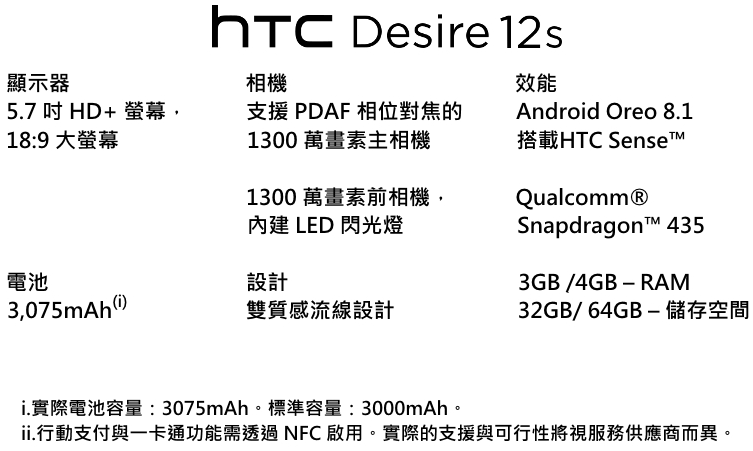 hTC Desire 12s
顯示器
5.7 吋 HD+ 螢幕，
18:9 大螢幕
相機
支援 PDAF 相位對焦的
1300 萬畫素主相機
1300 萬畫素前相機，
內建 LED 閃光燈
效能
Android Oreo 8.1
搭載HTC Sense™
Qualcomm®
Snapdragon™ 435
電池
3,075mAh(i)
設計
雙質感流線設計
3GB /4GB – RAM
32GB/ 64GB – 儲存空間
i.實際電池容量：3075mAh。標準容量：3000mAh。
ii.行動支付與一卡通功能需透過 NFC 啟用。實際的支援與可行性將視服務供應商而異。